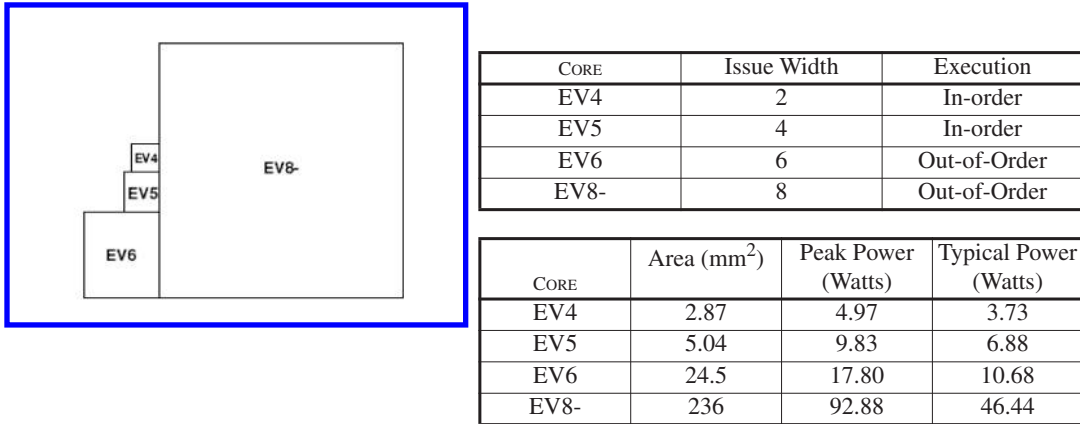 EV4
EV5
EV6
EV8-
CORE Issue Width Execution
EV4 2 In-order
EV5 4 In-order
EV6 6 Out-of-Order
EV8- 8 Out-of-Order
CORE Area (mm²) Peak Power (Watts) Typical Power (Watts)
EV4 2.87 4.97 3.73
EV5 5.04 9.83 6.88
EV6 24.5 17.80 10.68
EV8- 236 92.88 46.44